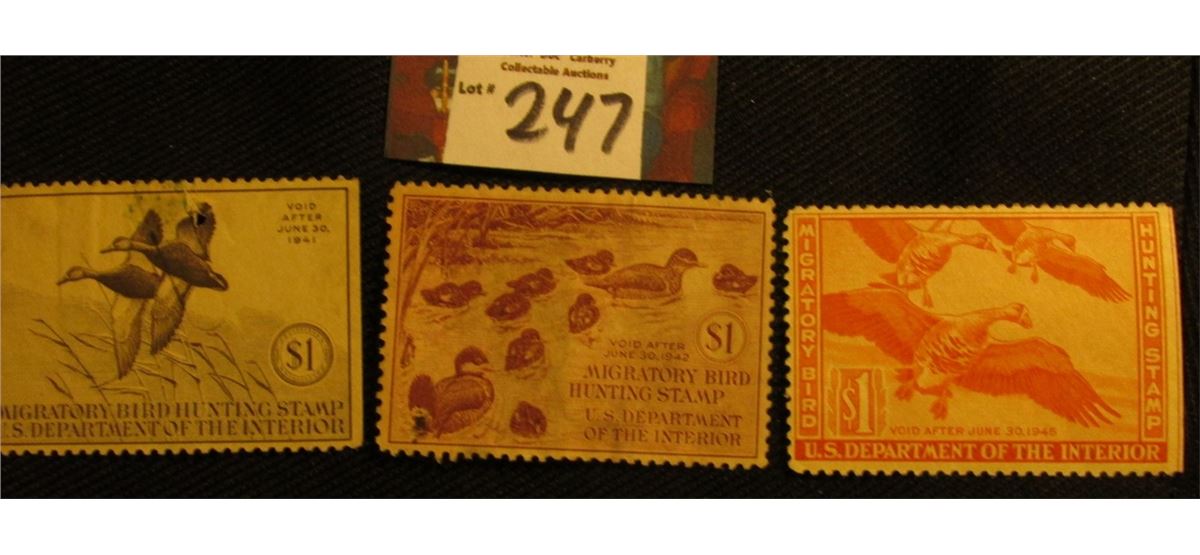 Carberry
Collectable Auctions
Lot # 247
VOID
AFTER
JUNE 30,
1941
$1
MIGRATORY BIRD HUNTING STAMP
U.S. DEPARTMENT OF THE INTERIOR
VOID AFTER
JUNE 30, 1942
$1
MIGRATORY BIRD
HUNTING STAMP
U.S. DEPARTMENT
OF THE INTERIOR
MIGRATORY BIRD
HUNTING STAMP
$1
VOID AFTER JUNE 30, 1945
U.S. DEPARTMENT OF THE INTERIOR